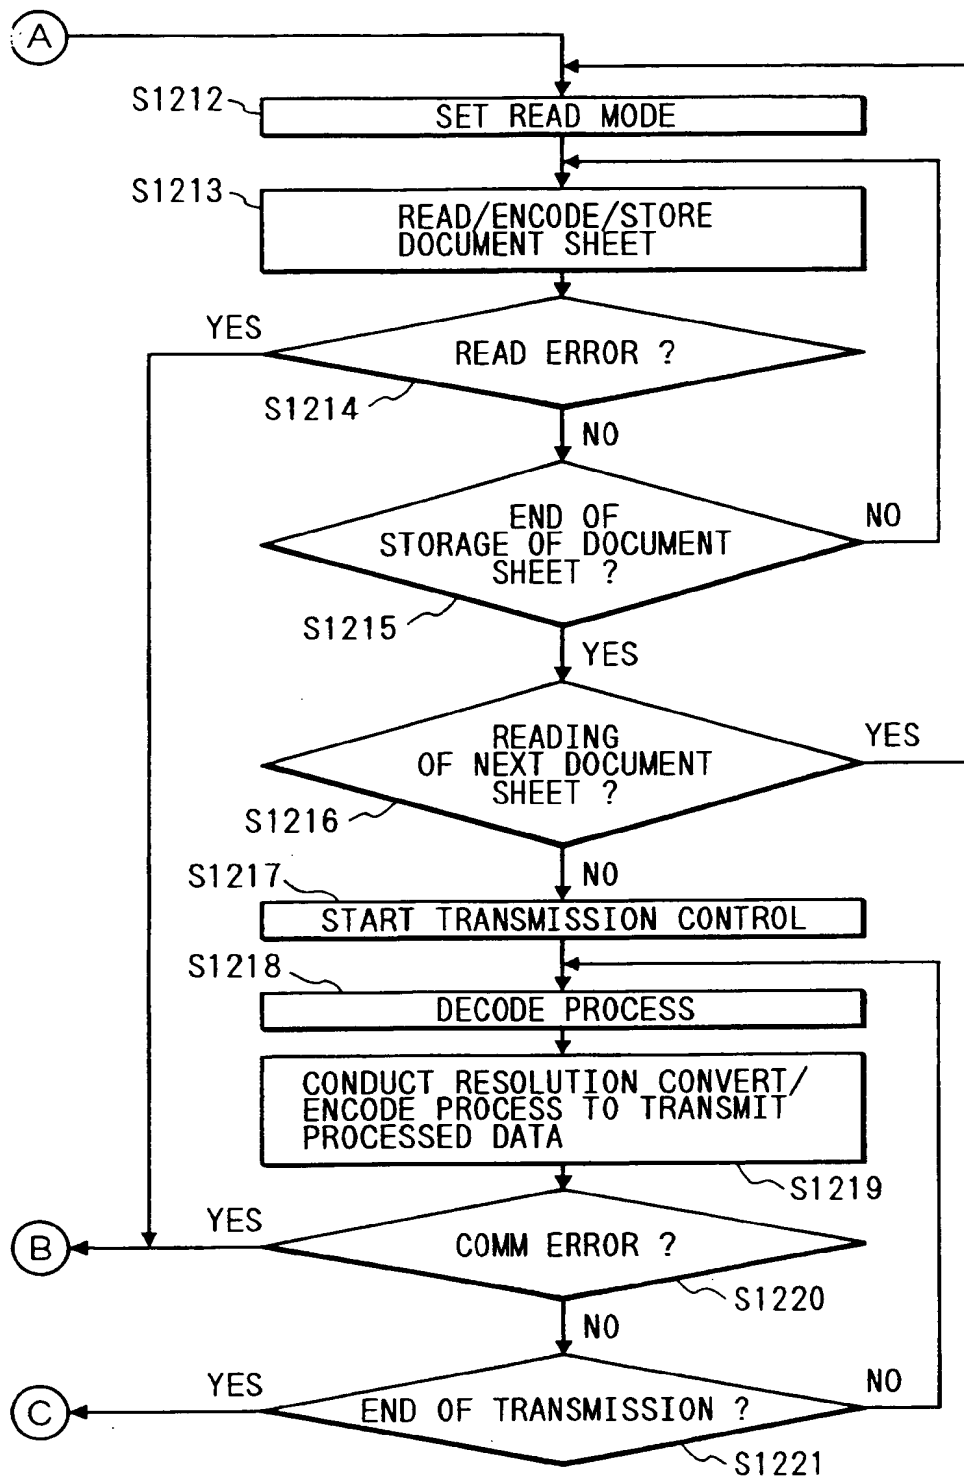 A
S1212
SET READ MODE
S1213
READ/ENCODE/STORE
DOCUMENT SHEET
YES
READ ERROR ?
S1214
NO
END OF
STORAGE OF DOCUMENT
SHEET ?
NO
S1215
YES
READING
OF NEXT DOCUMENT
SHEET ?
YES
S1216
NO
S1217
START TRANSMISSION CONTROL
S1218
DECODE PROCESS
CONDUCT RESOLUTION CONVERT/
ENCODE PROCESS TO TRANSMIT
PROCESSED DATA
S1219
YES
B
COMM ERROR ?
S1220
NO
YES
C
END OF TRANSMISSION ?
NO
S1221